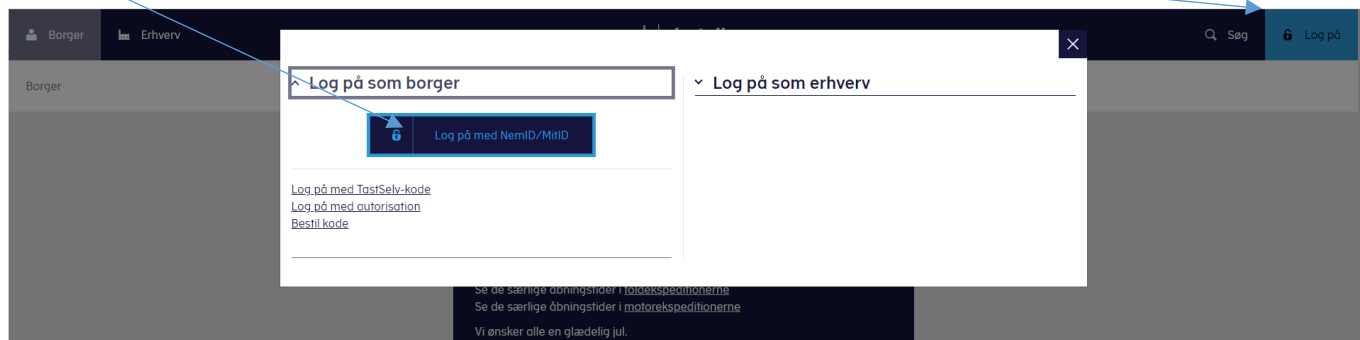 Borger
Erhverv
Søg
Log på
Borger
Log på som borger
Log på med NemID/MitID
Log på med TastSelv-kode
Log på med autorisation
Bestil kode
Log på som erhverv
Se de særlige åbningstider i toldekspeditionerne
Se de særlige åbningstider i motorekspeditionerne
Vi ønsker alle en glædelig jul.